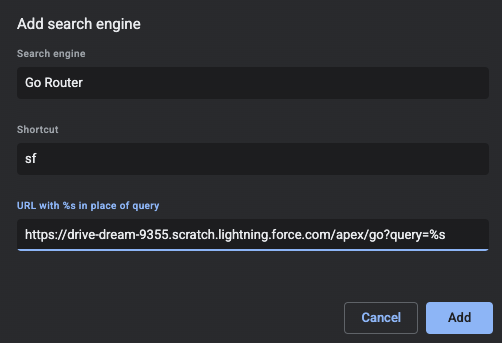 Add search engine
Search engine
Go Router
Shortcut
sf
URL with %s in place of query
https://drive-dream-9355.scratch.lightning.force.com/apex/go?query=%s
Cancel
Add